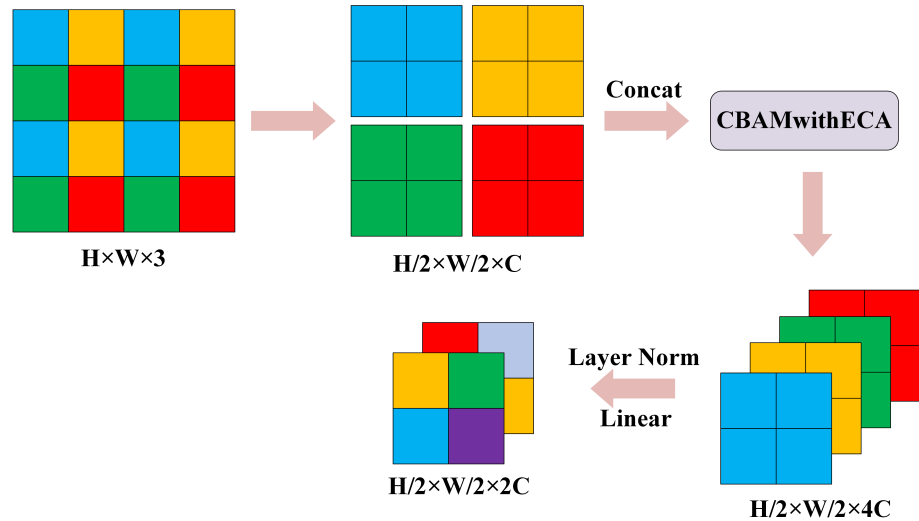 Concat
CBAMwithECA
H×W×3
H/2×W/2×C
Layer Norm
Linear
H/2×W/2×2C
H/2×W/2×4C